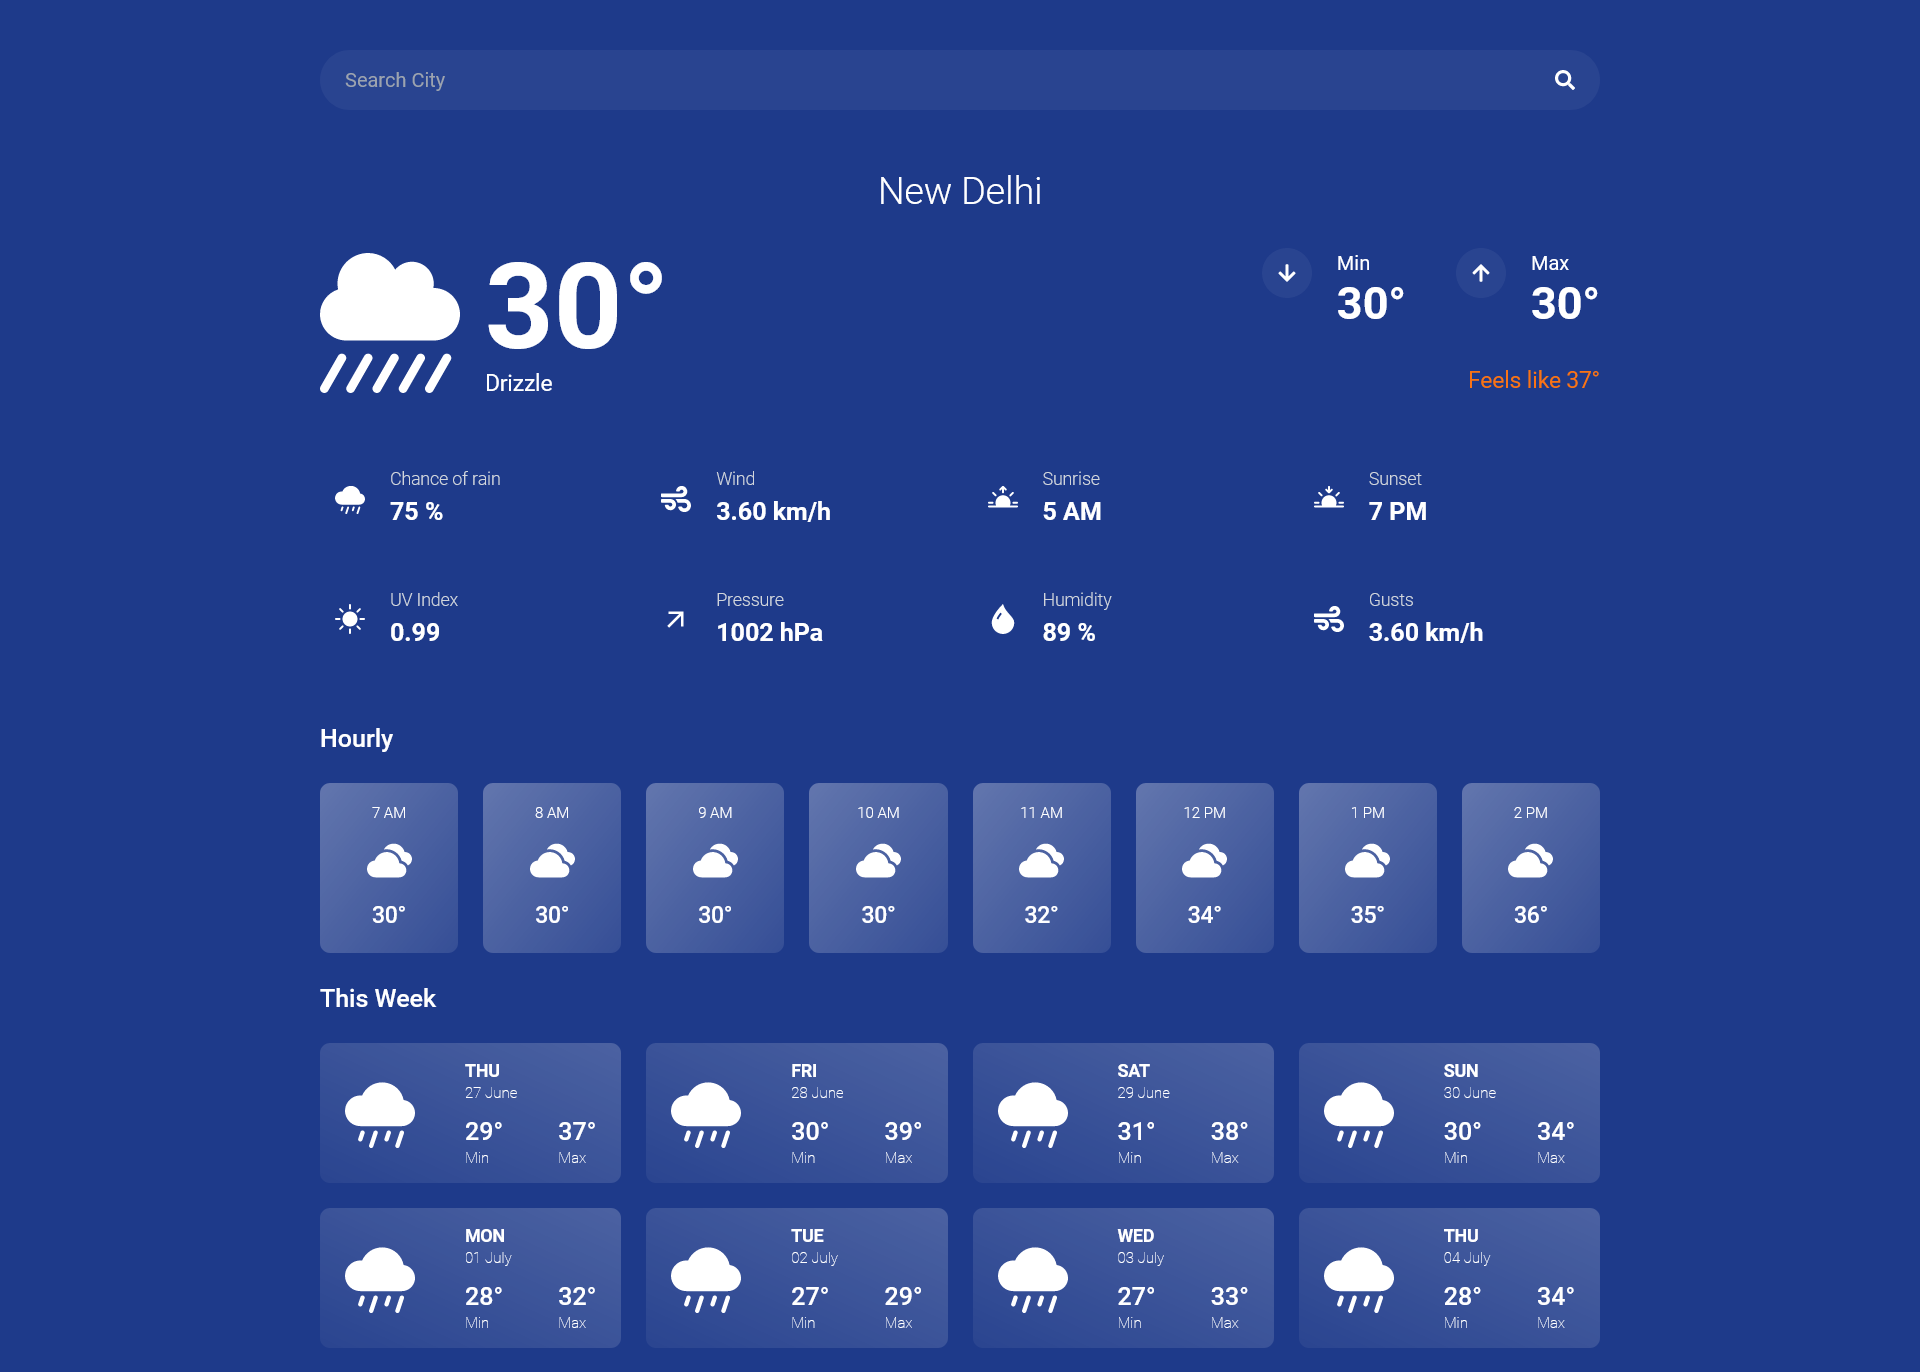 Search City
New Delhi
30°
Drizzle
Min
30°
Max
30°
Feels like 37°
Chance of rain
75 %
Wind
3.60 km/h
Sunrise
5 AM
Sunset
7 PM
UV Index
0.99
Pressure
1002 hPa
Humidity
89 %
Gusts
3.60 km/h
Hourly
7 AM
30°
8 AM
30°
9 AM
30°
10 AM
30°
11 AM
32°
12 PM
34°
1 PM
35°
2 PM
36°
This Week
THU
27 June
29° 37°
Min Max
FRI
28 June
30° 39°
Min Max
SAT
29 June
31° 38°
Min Max
SUN
30 June
30° 34°
Min Max
MON
01 July
28° 32°
Min Max
TUE
02 July
27° 29°
Min Max
WED
03 July
27° 33°
Min Max
THU
04 July
28° 34°
Min Max